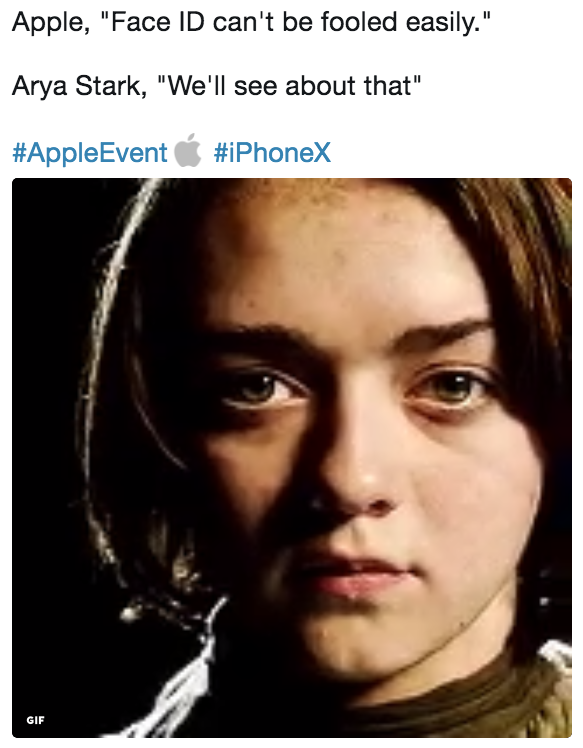 Apple, "Face ID can't be fooled easily."
Arya Stark, "We'll see about that"
#AppleEvent #iPhoneX
GIF